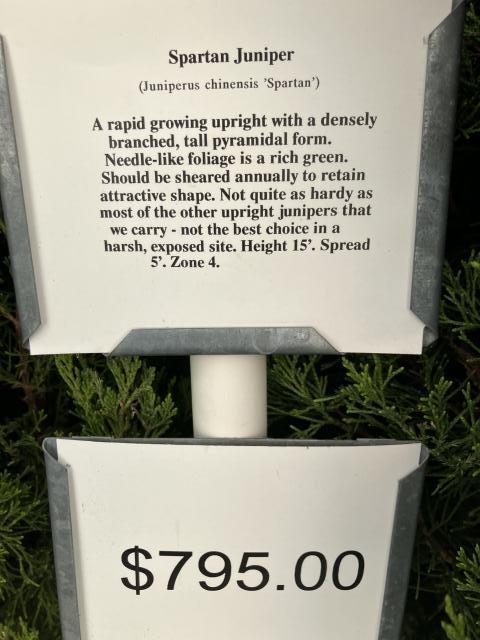 Spartan Juniper
(Juniperus chinensis 'Spartan')
A rapid growing upright with a densely
branched, tall pyramidal form.
Needle-like foliage is a rich green.
Should be sheared annually to retain
attractive shape. Not quite as hardy as
most of the other upright junipers that
we carry - not the best choice in a
harsh, exposed site. Height 15'. Spread
5'. Zone 4.
$795.00